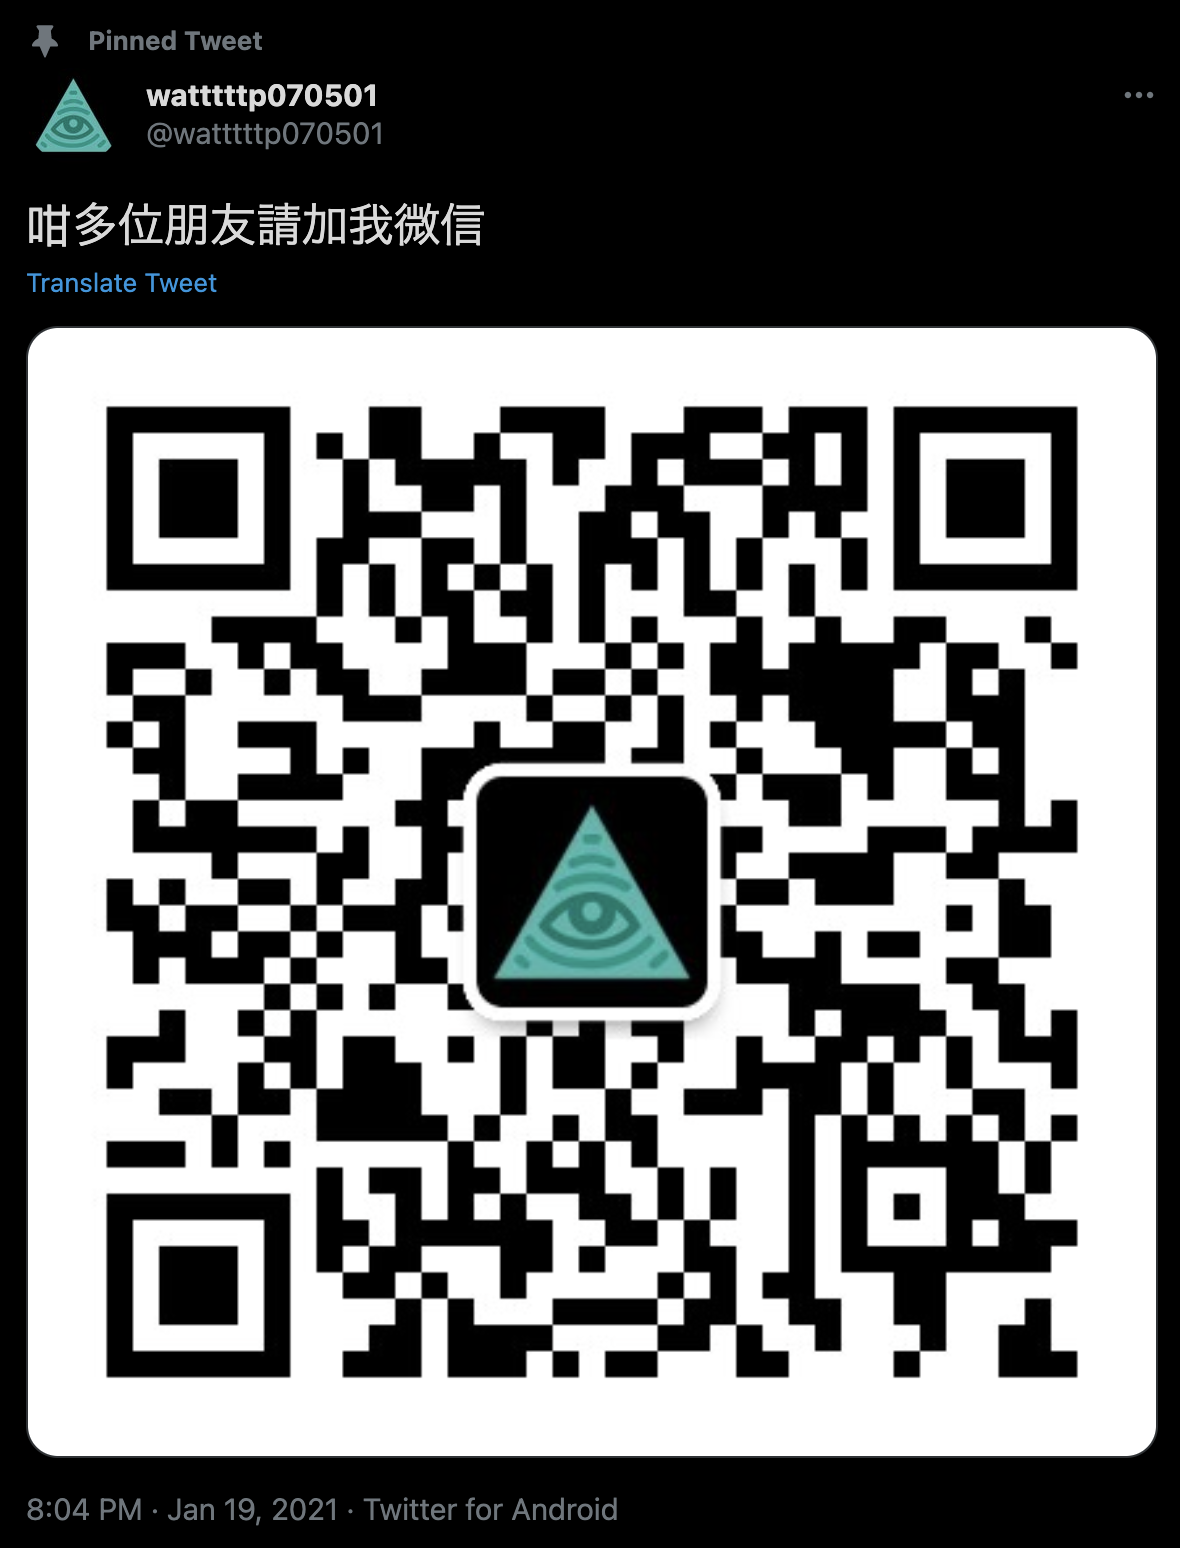 Pinned Tweet
watttttp070501
@watttttp070501
咁多位朋友請加我微信
Translate Tweet
8:04 PM · Jan 19, 2021 · Twitter for Android